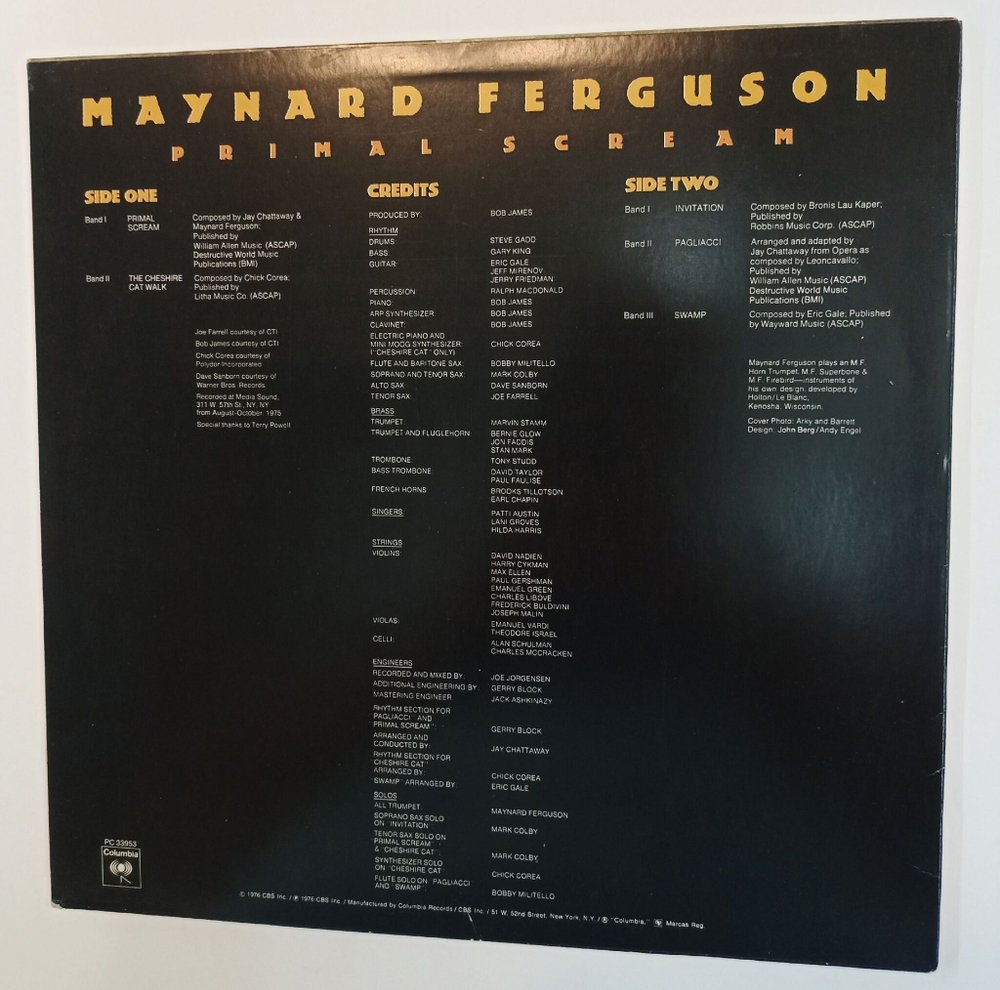 MAYNARD FERGUSON
PRIMAL SCREAM
SIDE ONE
Band I PRIMAL SCREAM
Composed by Jay Chattaway &
Maynard Ferguson;
Published by
William Allen Music (ASCAP)
Destructive World Music
Publications (BMI)
Band II THE CHESHIRE CAT WALK
Composed by Chick Corea;
Published by
Litha Music Co. (ASCAP)
Joe Farrell courtesy of CTI
Bob James courtesy of CTI
Chick Corea courtesy of
Polydor Incorporated
Dave Sanborn courtesy of
Warner Bros. Records
Recorded at Media Sound,
311 W. 57th St., NY, NY
from August-October, 1975
Special thanks to Terry Powell
CREDITS
PRODUCED BY: BOB JAMES
RHYTHM
DRUMS: STEVE GADD
BASS: GARY KING
GUITAR: ERIC GALE
JEFF MIRENOV
JERRY FRIEDMAN
PERCUSSION: RALPH MACDONALD
PIANO: BOB JAMES
ARP SYNTHESIZER: BOB JAMES
CLAVINET: BOB JAMES
ELECTRIC PIANO AND
MINI MOOG SYNTHESIZER: CHICK COREA
("CHESHIRE CAT" ONLY)
FLUTE AND BARITONE SAX: BOBBY MILITELLO
SOPRANO AND TENOR SAX: MARK COLBY
ALTO SAX: DAVE SANBORN
TENOR SAX: JOE FARRELL
BRASS
TRUMPET: MARVIN STAMM
TRUMPET AND FLUGLEHORN: BERNIE GLOW
JON FADDIS
STAN MARK
TROMBONE: TONY STUDD
BASS TROMBONE: DAVID TAYLOR
PAUL FAULISE
FRENCH HORNS: BROOKS TILLOTSON
EARL CHAPIN
SINGERS: PATTI AUSTIN
LANI GROVES
HILDA HARRIS
STRINGS
VIOLINS: DAVID NADIEN
HARRY CYKMAN
MAX ELLEN
PAUL GERSHMAN
EMANUEL GREEN
CHARLES LIBOVE
FREDERICK BULDIVINI
JOSEPH MALIN
VIOLAS: EMANUEL VARDI
THEODORE ISRAEL
CELLI: ALAN SCHULMAN
CHARLES MCCRACKEN
ENGINEERS
RECORDED AND MIXED BY: JOE JORGENSEN
ADDITIONAL ENGINEERING BY: GERRY BLOCK
MASTERING ENGINEER JACK ASHKINAZY
RHYTHM SECTION FOR
"PAGLIACCI" AND
"PRIMAL SCREAM": GERRY BLOCK
ARRANGED AND
CONDUCTED BY: JAY CHATTAWAY
RHYTHM SECTION FOR
"CHESHIRE CAT"
ARRANGED BY: CHICK COREA
"SWAMP" ARRANGED BY: ERIC GALE
SOLOS
ALL TRUMPET: MAYNARD FERGUSON
SOPRANO SAX SOLO
ON "INVITATION" MARK COLBY
TENOR SAX SOLO ON
"PRIMAL SCREAM"
& "CHESHIRE CAT": MARK COLBY
SYNTHESIZER SOLO
ON "CHESHIRE CAT" CHICK COREA
FLUTE SOLO ON "PAGLIACCI"
AND "SWAMP": BOBBY MILITELLO
SIDE TWO
Band I INVITATION
Composed by Bronis Lau Kaper;
Published by
Robbins Music Corp. (ASCAP)
Band II PAGLIACCI
Arranged and adapted by
Jay Chattaway from Opera as
composed by Leoncavallo;
Published by
William Allen Music (ASCAP)
Destructive World Music
Publications (BMI)
Band III SWAMP
Composed by Eric Gale; Published
by Wayward Music (ASCAP)
Maynard Ferguson plays an M.F.
Horn Trumpet, M.F. Superbone &
M.F. Firebird—instruments of
his own design, developed by
Holton/Le Blanc,
Kenosha, Wisconsin.
Cover Photo: Arky and Barrett
Design: John Berg/Andy Engel
PC 33953
Columbia
© 1976 CBS Inc. / ℗ 1976 CBS Inc. / Manufactured by Columbia Records / CBS Inc. / 51 W. 52nd Street, New York, N.Y. / ® "Columbia," Marcas Reg.